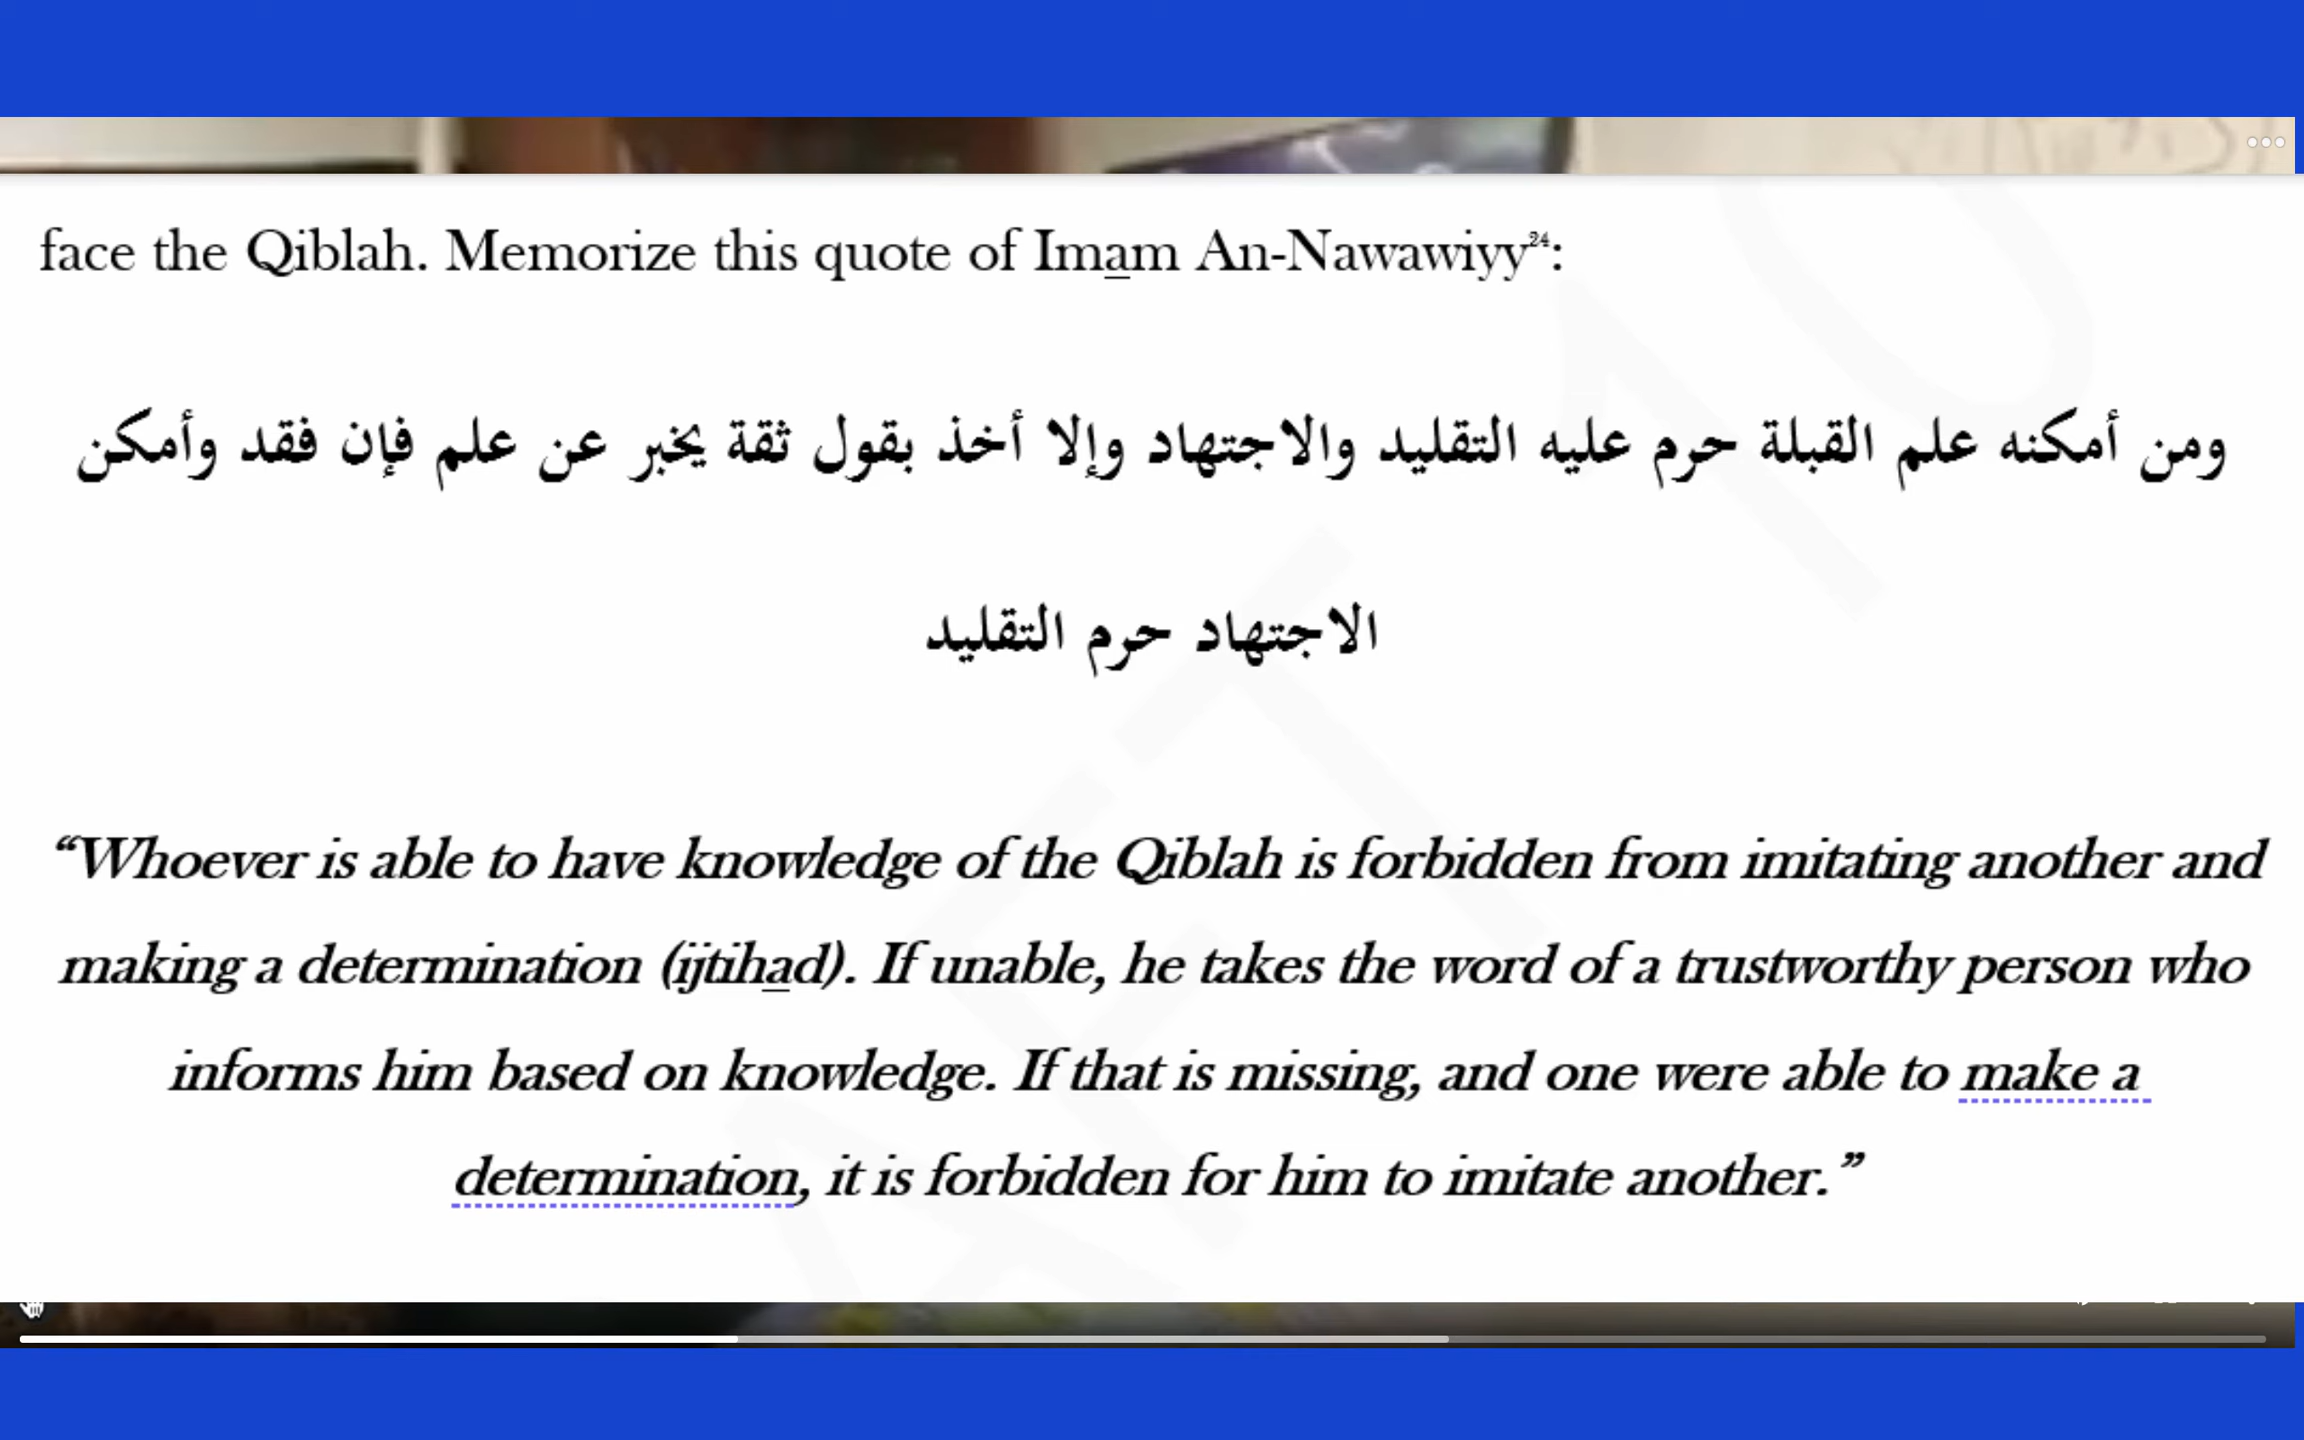 face the Qiblah. Memorize this quote of Imam An-Nawawiyy24:
ومن أمكنه علم القبلة حرم عليه التقليد والاجتهاد وإلا أخذ بقول ثقة يخبر عن علم فإن فقد وأمكن
الاجتهاد حرم التقليد
“Whoever is able to have knowledge of the Qiblah is forbidden from imitating another and
making a determination (ijtihad). If unable, he takes the word of a trustworthy person who
informs him based on knowledge. If that is missing, and one were able to make a
determination, it is forbidden for him to imitate another.”